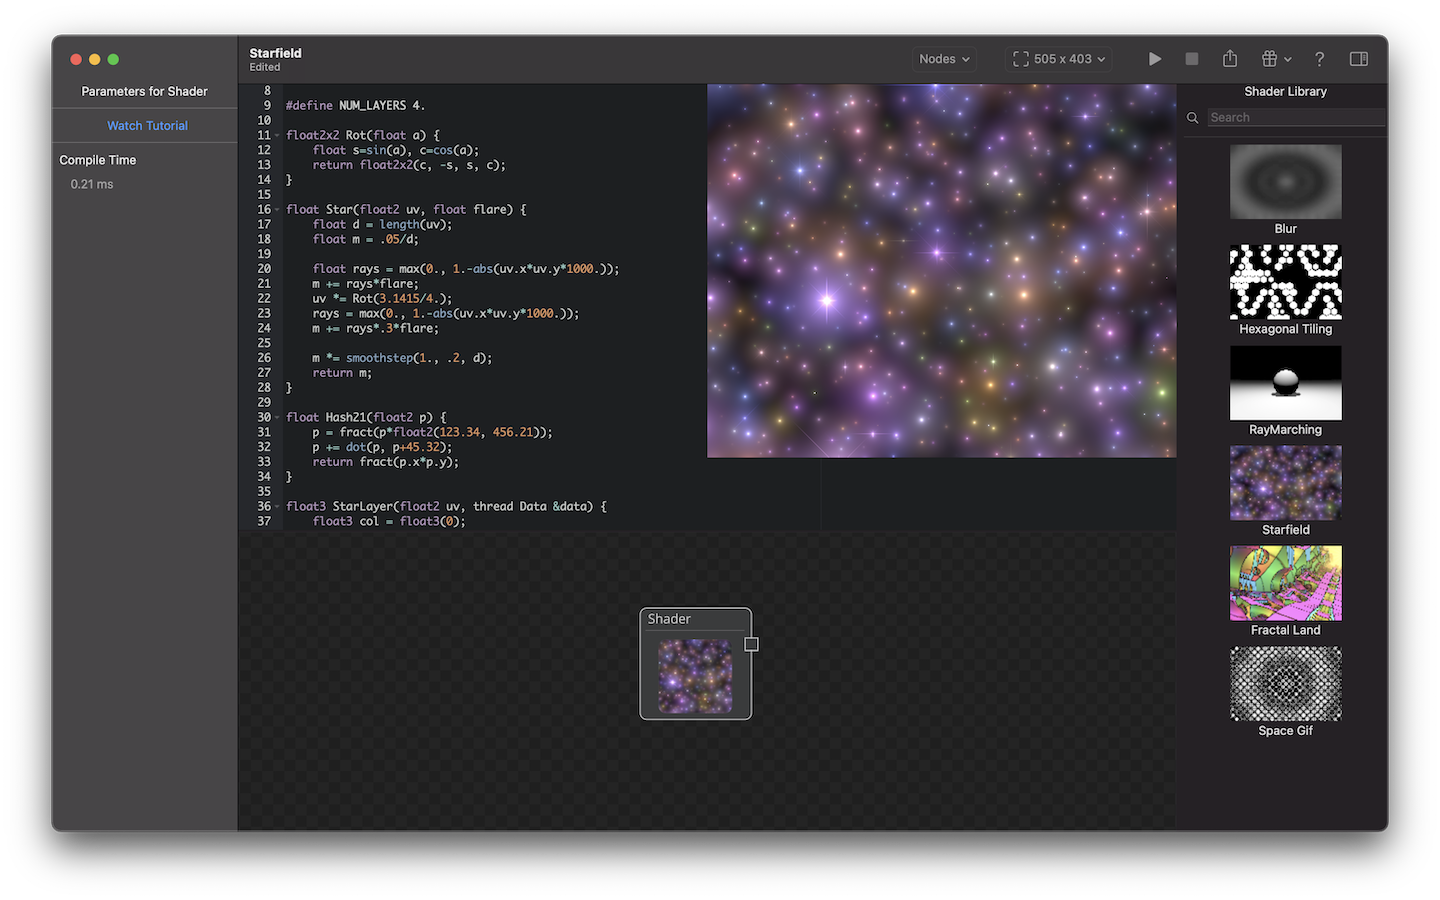 Starfield
Edited
Nodes
505 x 403
?
Parameters for Shader
Watch Tutorial
Compile Time
0.21 ms
8
9 #define NUM_LAYERS 4.
10
11 float2x2 Rot(float a) {
12 float s=sin(a), c=cos(a);
13 return float2x2(c, -s, s, c);
14 }
15
16 float Star(float2 uv, float flare) {
17 float d = length(uv);
18 float m = .05/d;
19
20 float rays = max(0., 1.-abs(uv.x*uv.y*1000.));
21 m += rays*flare;
22 uv *= Rot(3.1415/4.);
23 rays = max(0., 1.-abs(uv.x*uv.y*1000.));
24 m += rays*.3*flare;
25
26 m *= smoothstep(1., .2, d);
27 return m;
28 }
29
30 float Hash21(float2 p) {
31 p = fract(p*float2(123.34, 456.21));
32 p += dot(p, p+45.32);
33 return fract(p.x*p.y);
34 }
35
36 float3 StarLayer(float2 uv, thread Data &data) {
37 float3 col = float3(0);
Shader
Shader Library
Search
Blur
Hexagonal Tiling
RayMarching
Starfield
Fractal Land
Space Gif